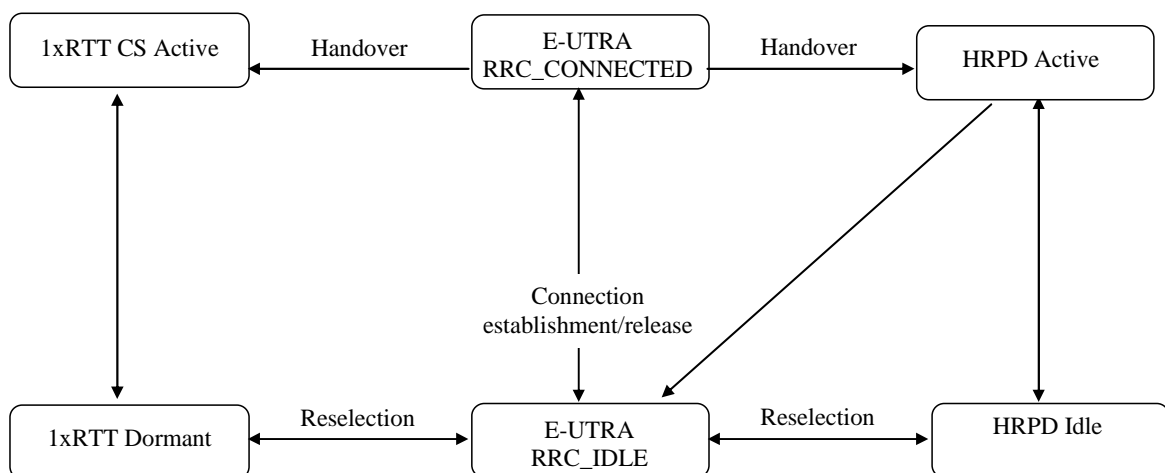 1xRTT CS Active
Handover
E-UTRA
RRC_CONNECTED
Handover
HRPD Active
Connection
establishment/release
1xRTT Dormant
Reselection
E-UTRA
RRC_IDLE
Reselection
HRPD Idle